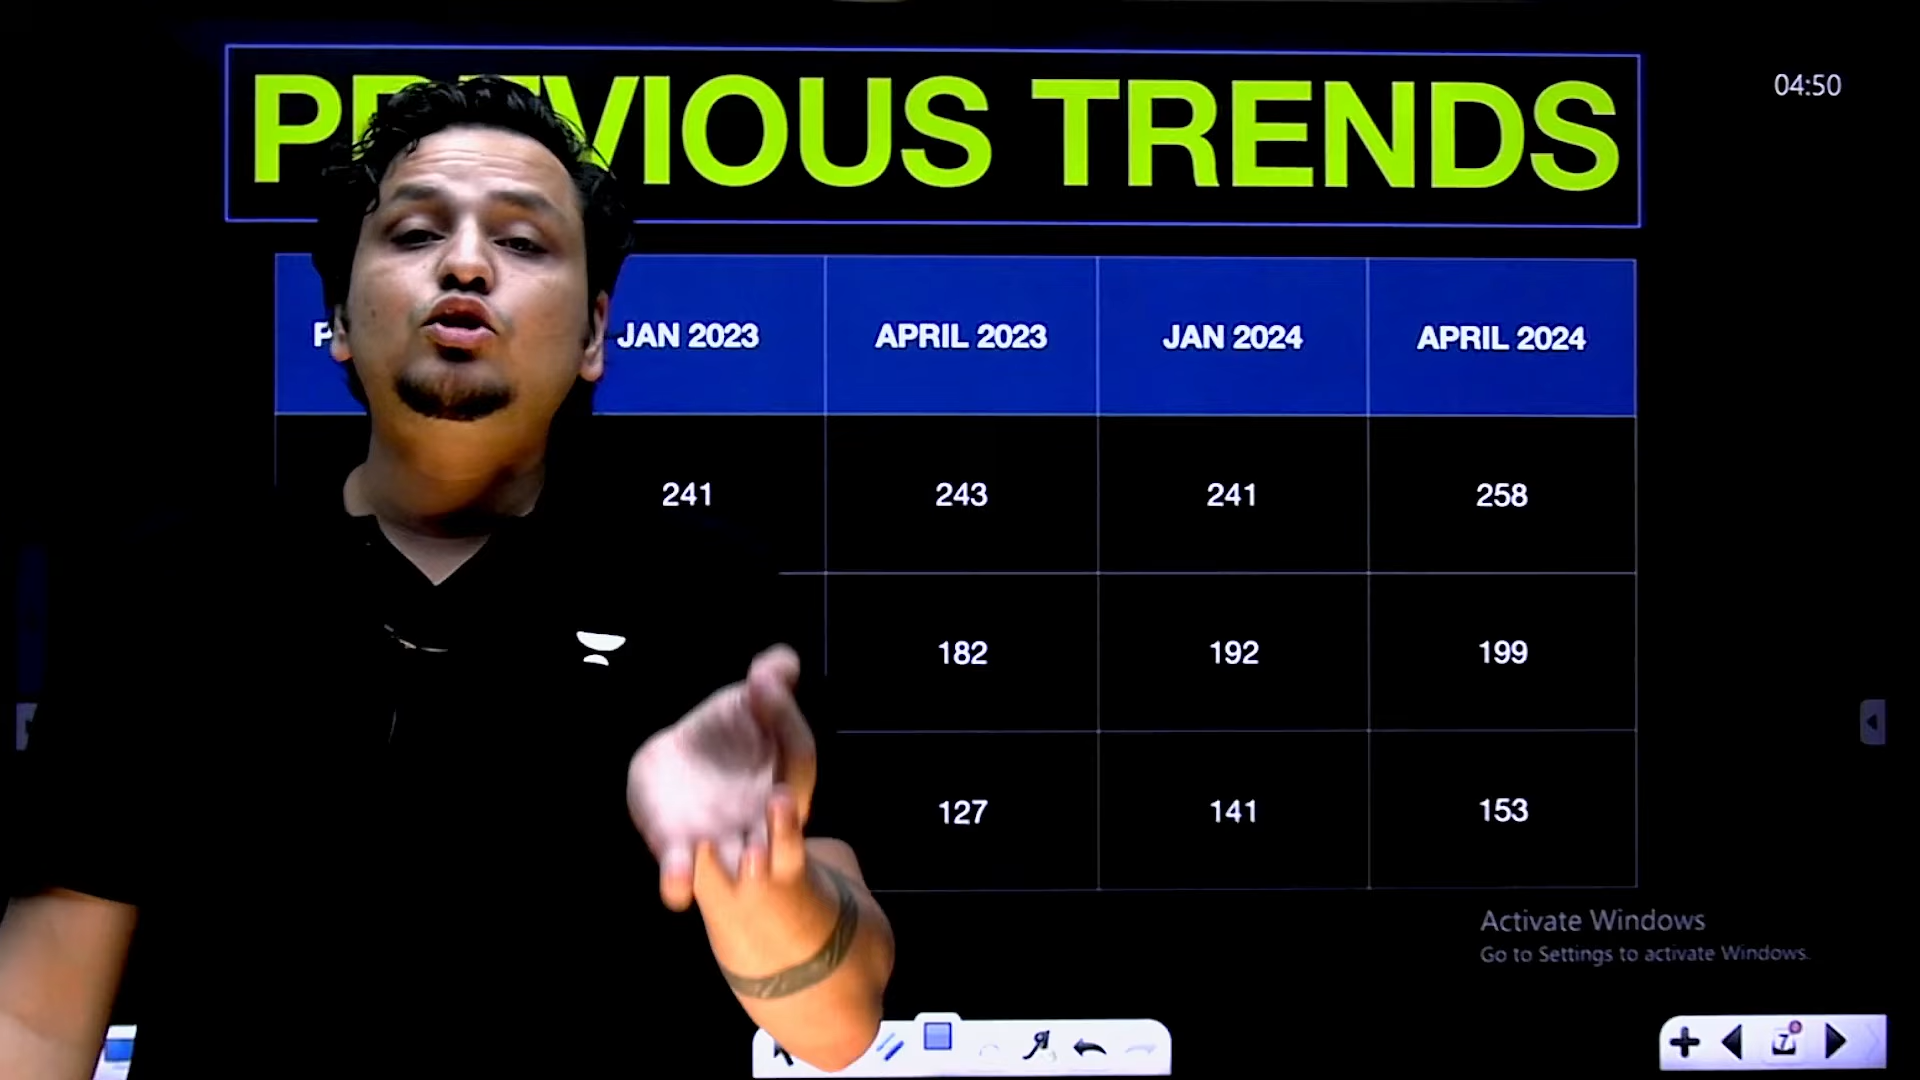 04:50
TRENDS
JAN 2023 APRIL 2023 JAN 2024 APRIL 2024
241 243 241 258
182 192 199
127 141 153
Activate Windows
Go to Settings to activate Windows.